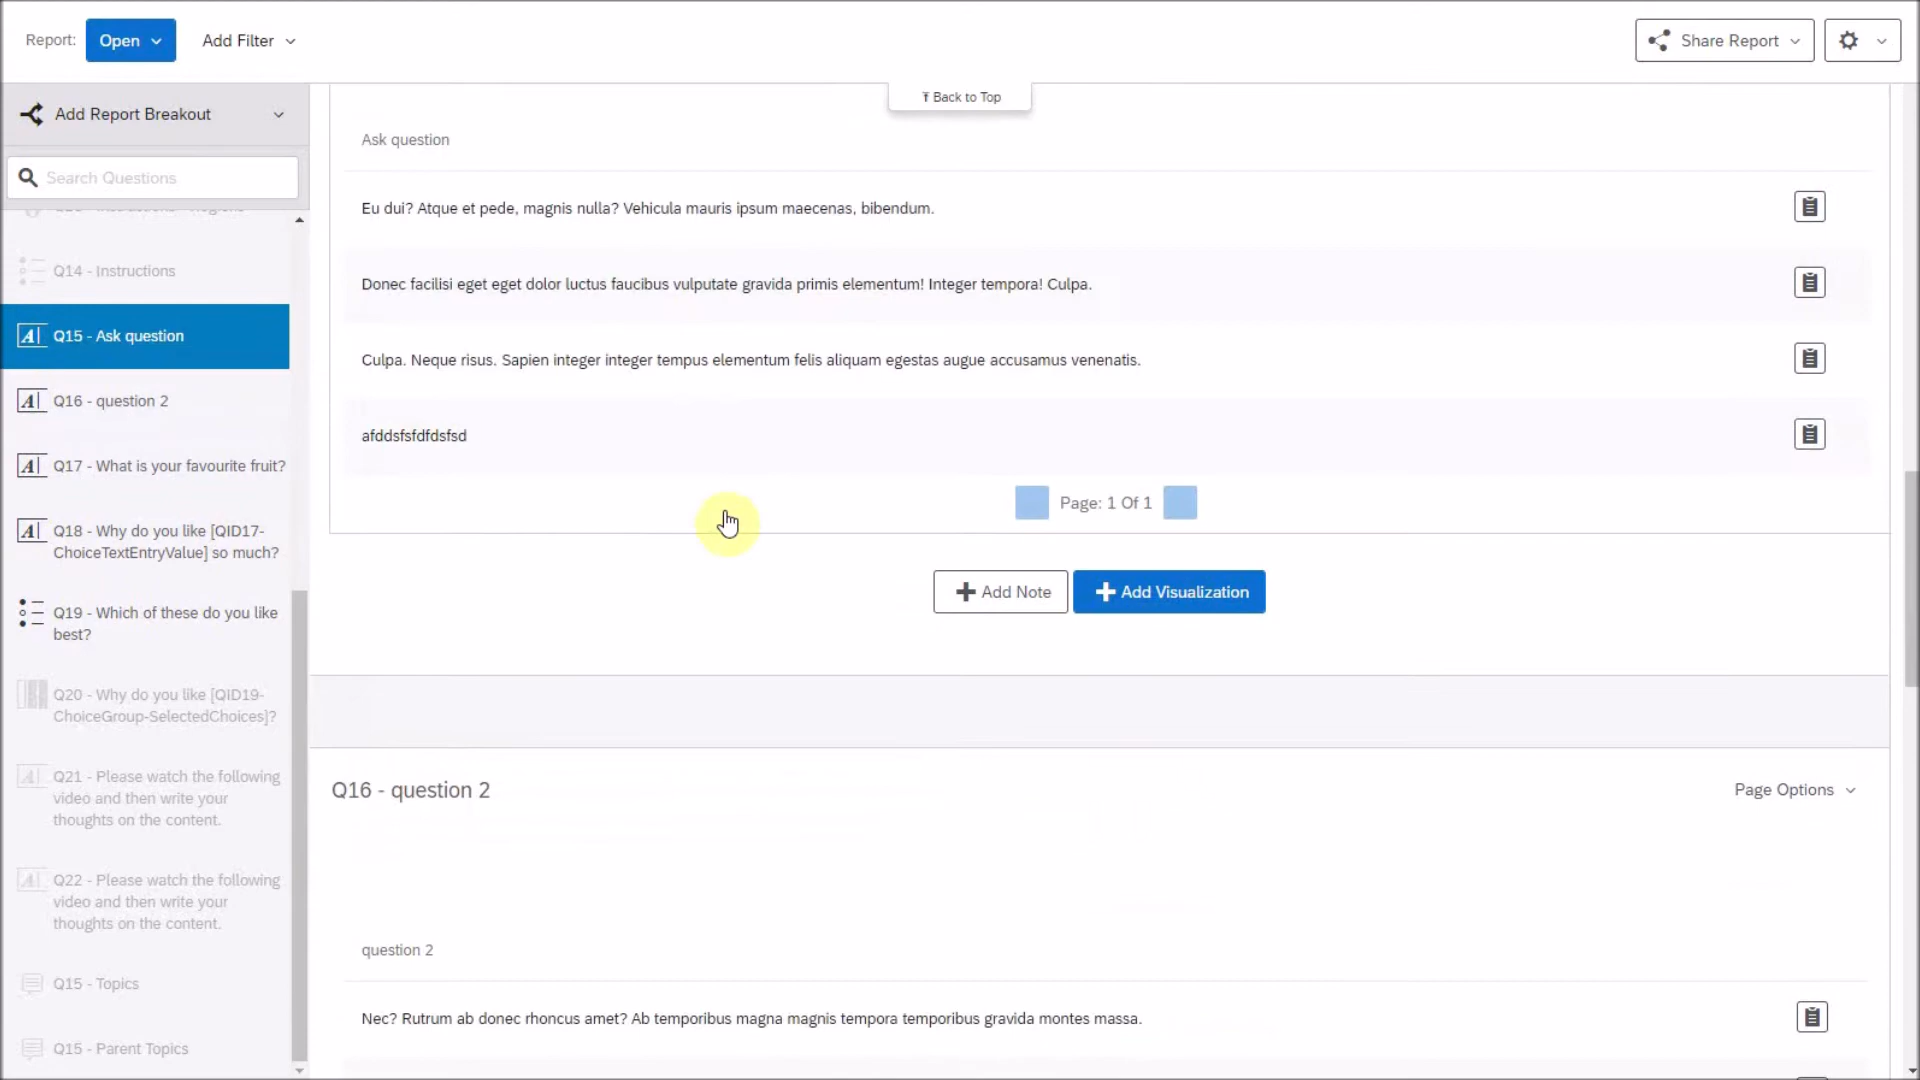 Report: Open Add Filter Share Report
Back to Top
Add Report Breakout
Search Questions
Q14 - Instructions
Q15 - Ask question
Q16 - question 2
Q17 - What is your favourite fruit?
Q18 - Why do you like [QID17-
ChoiceTextEntryValue] so much?
Q19 - Which of these do you like
best?
Q20 - Why do you like [QID19-
ChoiceGroup-SelectedChoices]?
Q21 - Please watch the following
video and then write your
thoughts on the content.
Q22 - Please watch the following
video and then write your
thoughts on the content.
Q15 - Topics
Q15 - Parent Topics
Ask question
Eu dui? Atque et pede, magnis nulla? Vehicula mauris ipsum maecenas, bibendum.
Donec facilisi eget eget dolor luctus faucibus vulputate gravida primis elementum! Integer tempora! Culpa.
Culpa. Neque risus. Sapien integer integer tempus elementum felis aliquam egestas augue accusamus venenatis.
afddsfsfdfdsfsd
Page: 1 Of 1
Add Note Add Visualization
Q16 - question 2 Page Options
question 2
Nec? Rutrum ab donec rhoncus amet? Ab temporibus magna magnis tempora temporibus gravida montes massa.